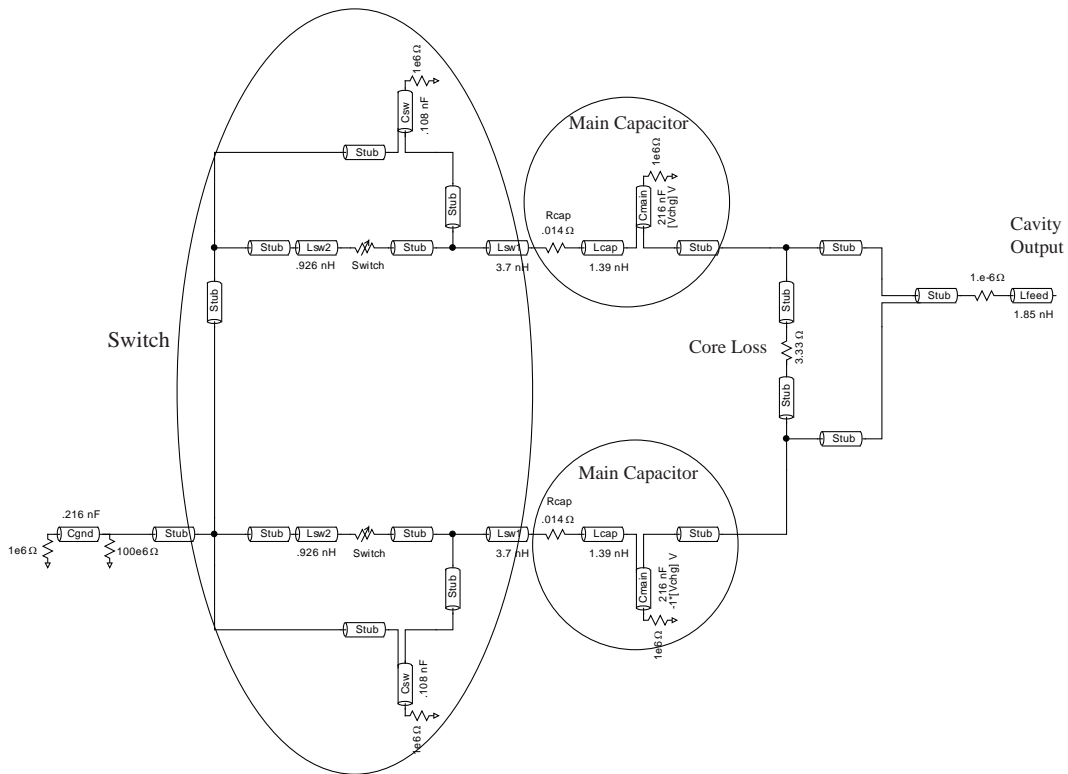 1e6Ω
Csw
.108 nF
Stub
Stub
Main Capacitor
1e6Ω
Cmain
216 nF
[Vchg] V
Rcap
.014Ω
Stub
Lsw2
.926 nH
Switch
Stub
Lsw1
3.7 nH
Lcap
1.39 nH
Stub
Stub
Cavity
Output
Stub
1.e-6Ω
Lfeed
1.85 nH
Stub
Switch
Stub
Core Loss
3.33Ω
Stub
Stub
Main Capacitor
.216 nF
Cgnd
1e6Ω
100e6Ω
Stub
Stub
Lsw2
.926 nH
Switch
Stub
Lsw1
3.7 nH
Rcap
.014Ω
Lcap
1.39 nH
Stub
Cmain
216 nF
-1*[Vchg] V
1e6Ω
Stub
Stub
Csw
.108 nF
1e6Ω